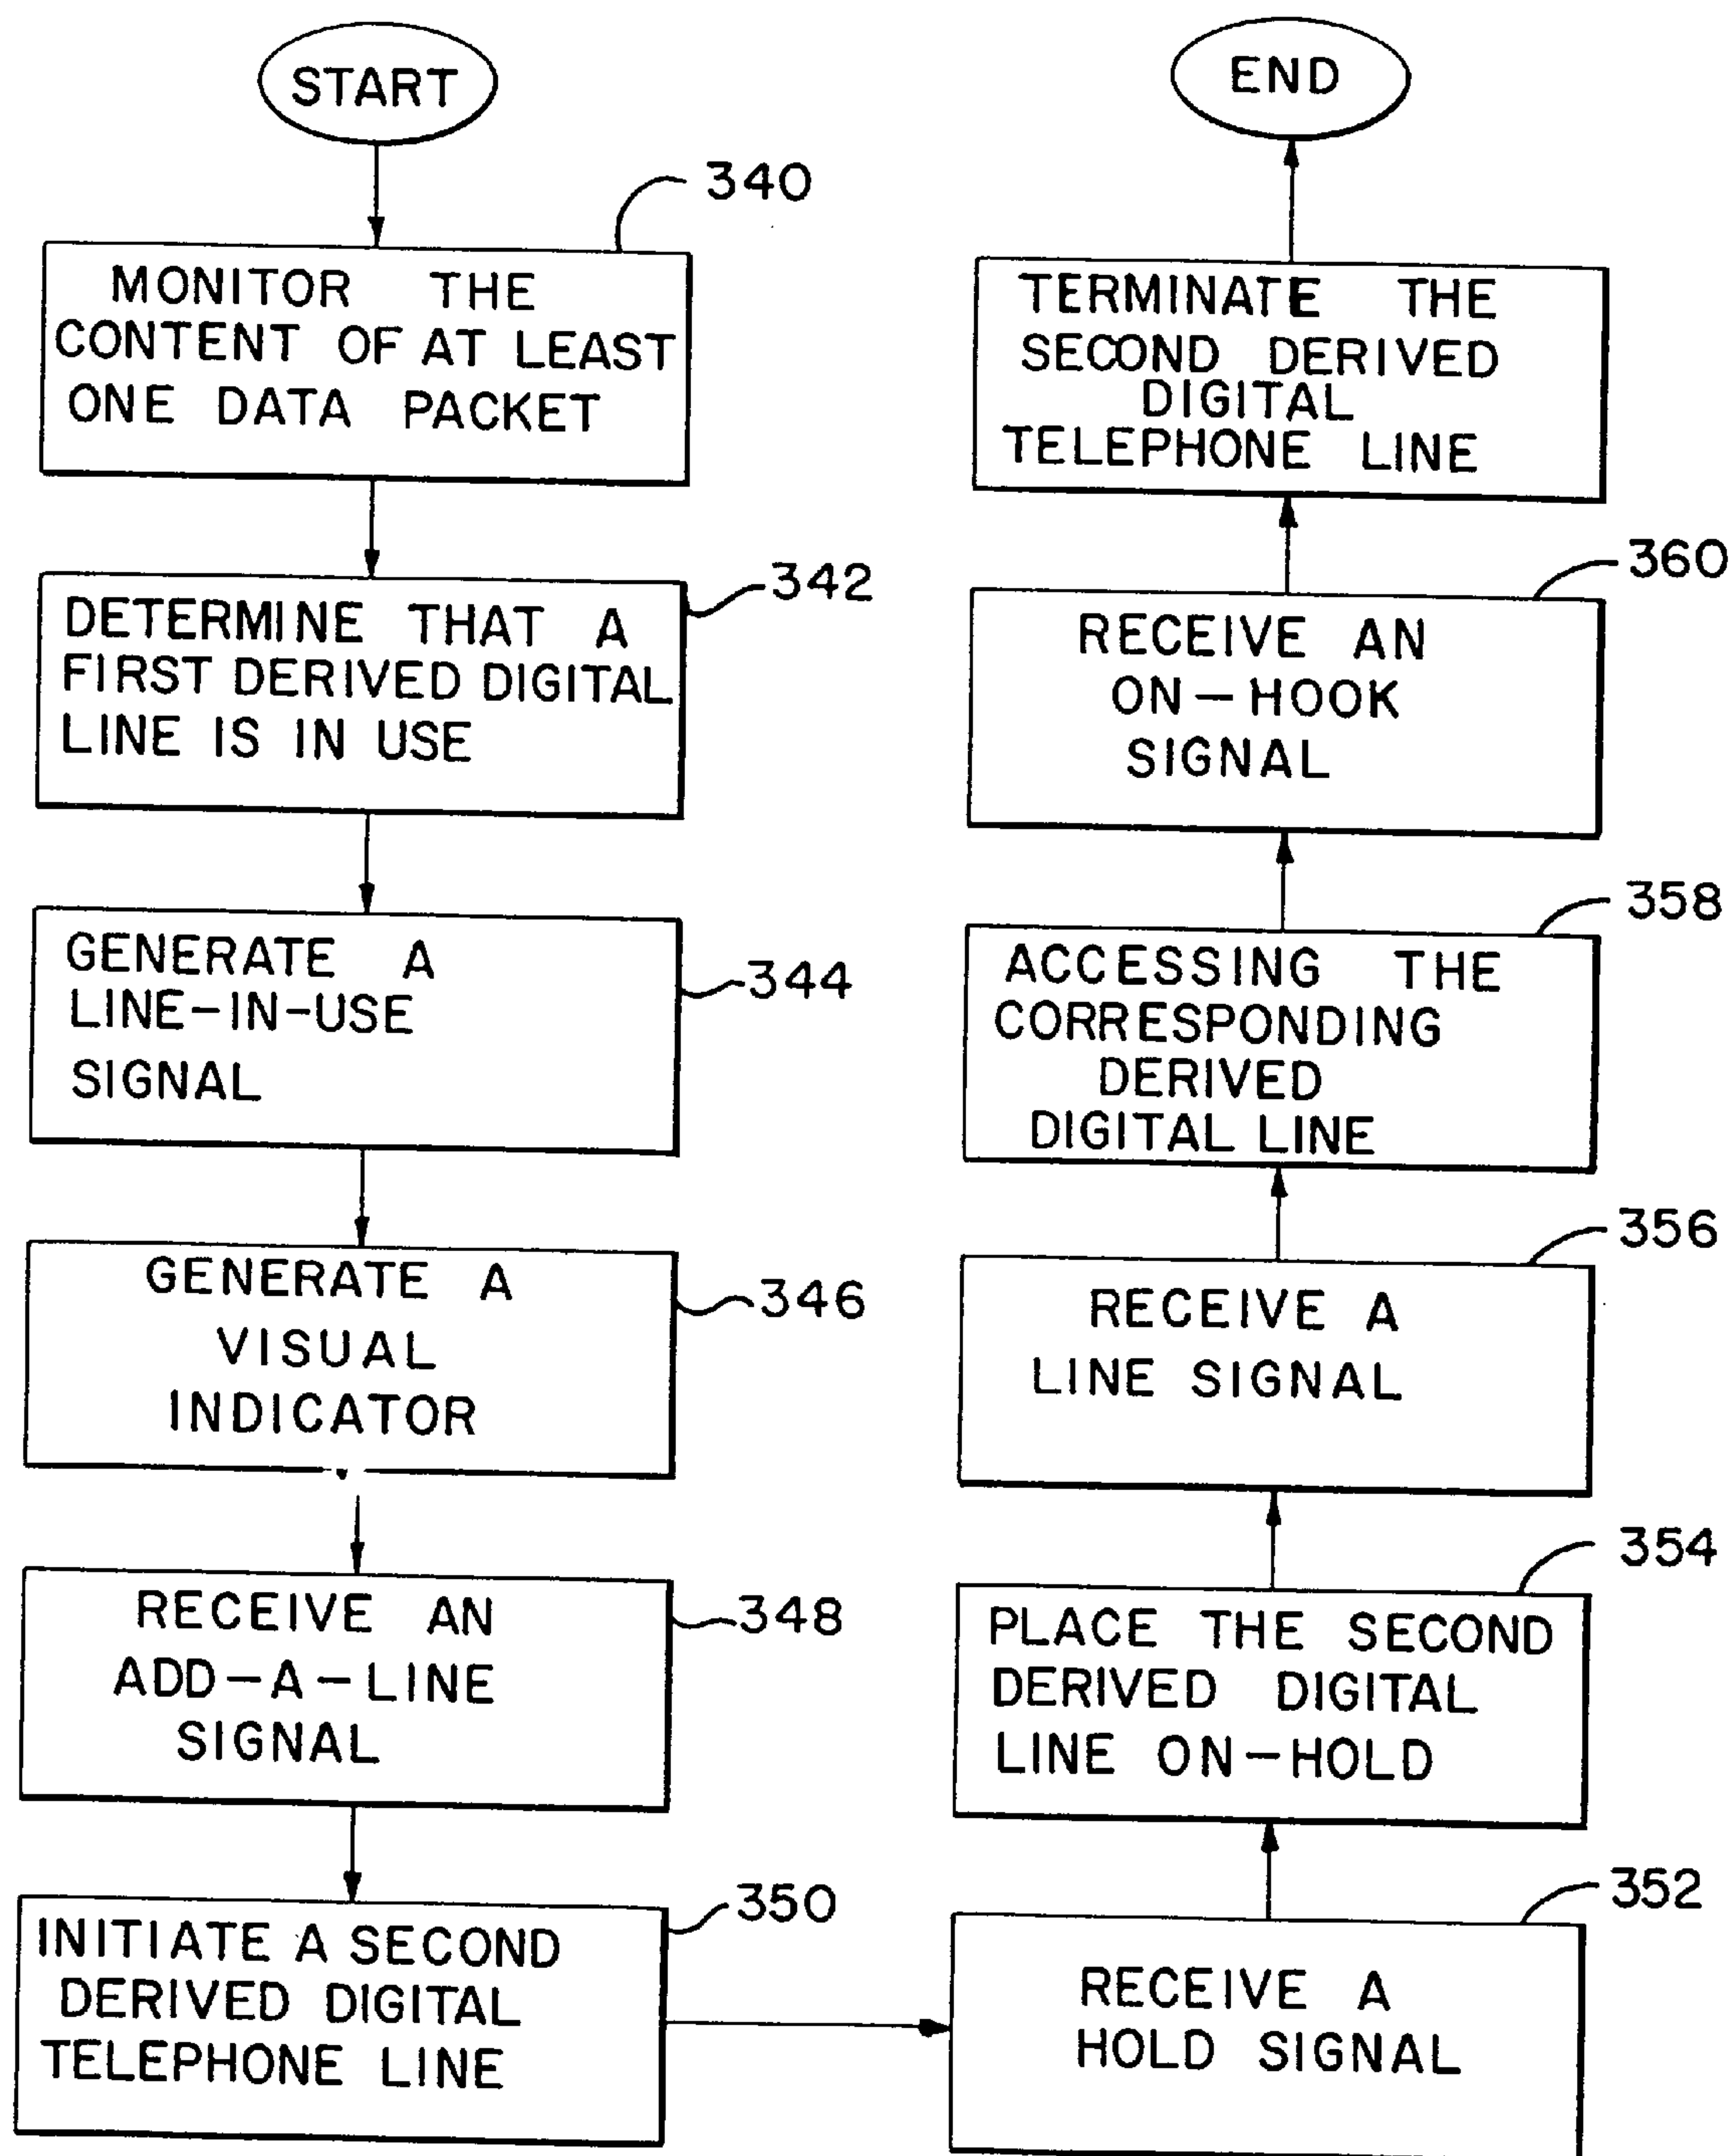 START
340
MONITOR THE
CONTENT OF AT LEAST
ONE DATA PACKET
342
DETERMINE THAT A
FIRST DERIVED DIGITAL
LINE IS IN USE
344
GENERATE A
LINE-IN-USE
SIGNAL
346
GENERATE A
VISUAL
INDICATOR
348
RECEIVE AN
ADD-A-LINE
SIGNAL
350
INITIATE A SECOND
DERIVED DIGITAL
TELEPHONE LINE
352
RECEIVE A
HOLD SIGNAL
354
PLACE THE SECOND
DERIVED DIGITAL
LINE ON-HOLD
356
RECEIVE A
LINE SIGNAL
358
ACCESSING THE
CORRESPONDING
DERIVED
DIGITAL LINE
360
RECEIVE AN
ON-HOOK
SIGNAL
TERMINATE THE
SECOND DERIVED
DIGITAL
TELEPHONE LINE
END